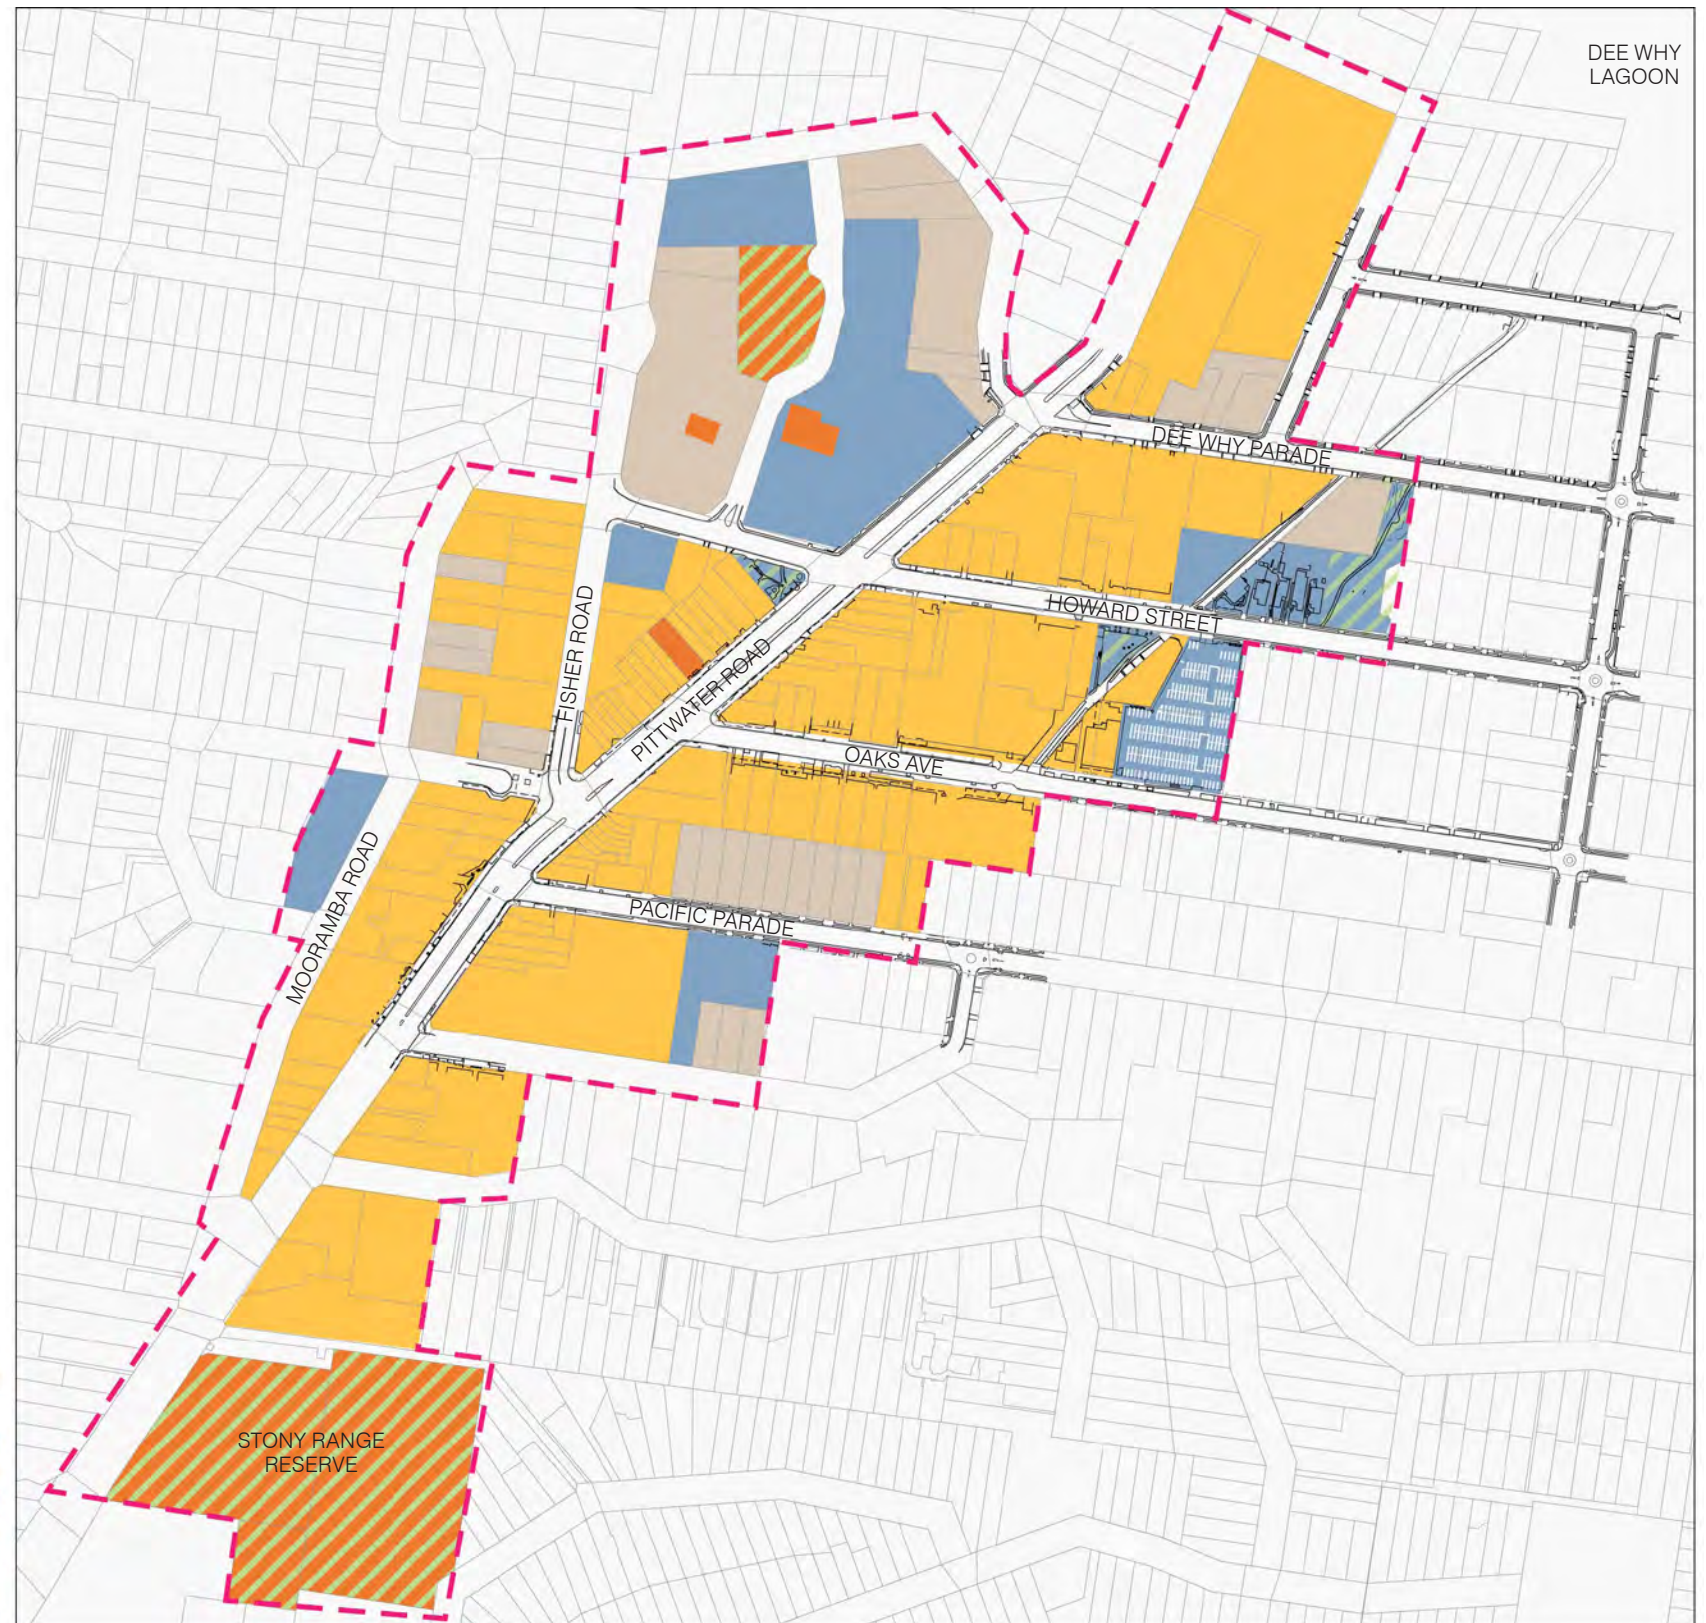 DEE WHY
LAGOON
DEE WHY PARADE
HOWARD STREET
FISHER ROAD
PITTWATER ROAD
OAKS AVE
MOORAMBA ROAD
PACIFIC PARADE
STONY RANGE
RESERVE